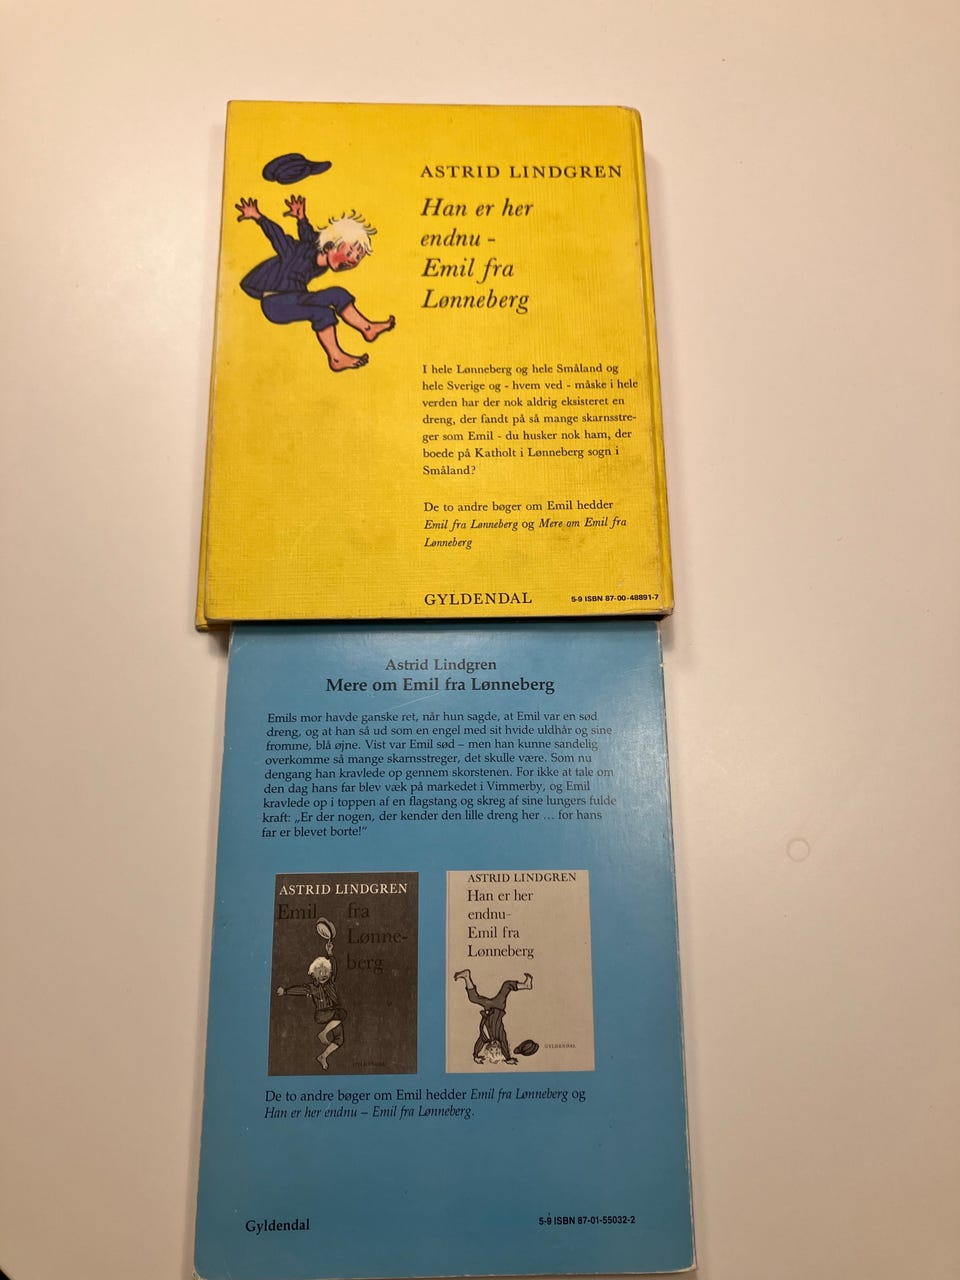 ASTRID LINDGREN
Han er her
endnu -
Emil fra
Lønneberg
I hele Lønneberg og hele Småland og
hele Sverige og - hvem ved - måske i hele
verden har der nok aldrig eksisteret en
dreng, der fandt på så mange skarnsstre-
ger som Emil - du husker nok ham, der
boede på Katholt i Lønneberg sogn i
Småland?
De to andre bøger om Emil hedder
Emil fra Lønneberg og Mere om Emil fra
Lønneberg
GYLDENDAL
5-9 ISBN 87-00-48891-7
Astrid Lindgren
Mere om Emil fra Lønneberg
Emils mor havde ganske ret, når hun sagde, at Emil var en sød
dreng, og at han så ud som en engel med sit hvide uldhår og sine
fromme, blå øjne. Vist var Emil sød – men han kunne sandelig
overkomme så mange skarnsstreger, det skulle være. Som nu
dengang han kravlede op gennem skorstenen. For ikke at tale om
den dag hans far blev væk på markedet i Vimmerby, og Emil
kravlede op i toppen af en flagstang og skreg af sine lungers fulde
kraft: „Er der nogen, der kender den lille dreng her ... for hans
far er blevet borte!“
ASTRID LINDGREN
Emil fra
Lønne-
berg
GYLDENDAL
ASTRID LINDGREN
Han er her
endnu-
Emil fra
Lønneberg
GYLDENDAL
De to andre bøger om Emil hedder Emil fra Lønneberg og
Han er her endnu – Emil fra Lønneberg.
Gyldendal
5-9 ISBN 87-01-55032-2